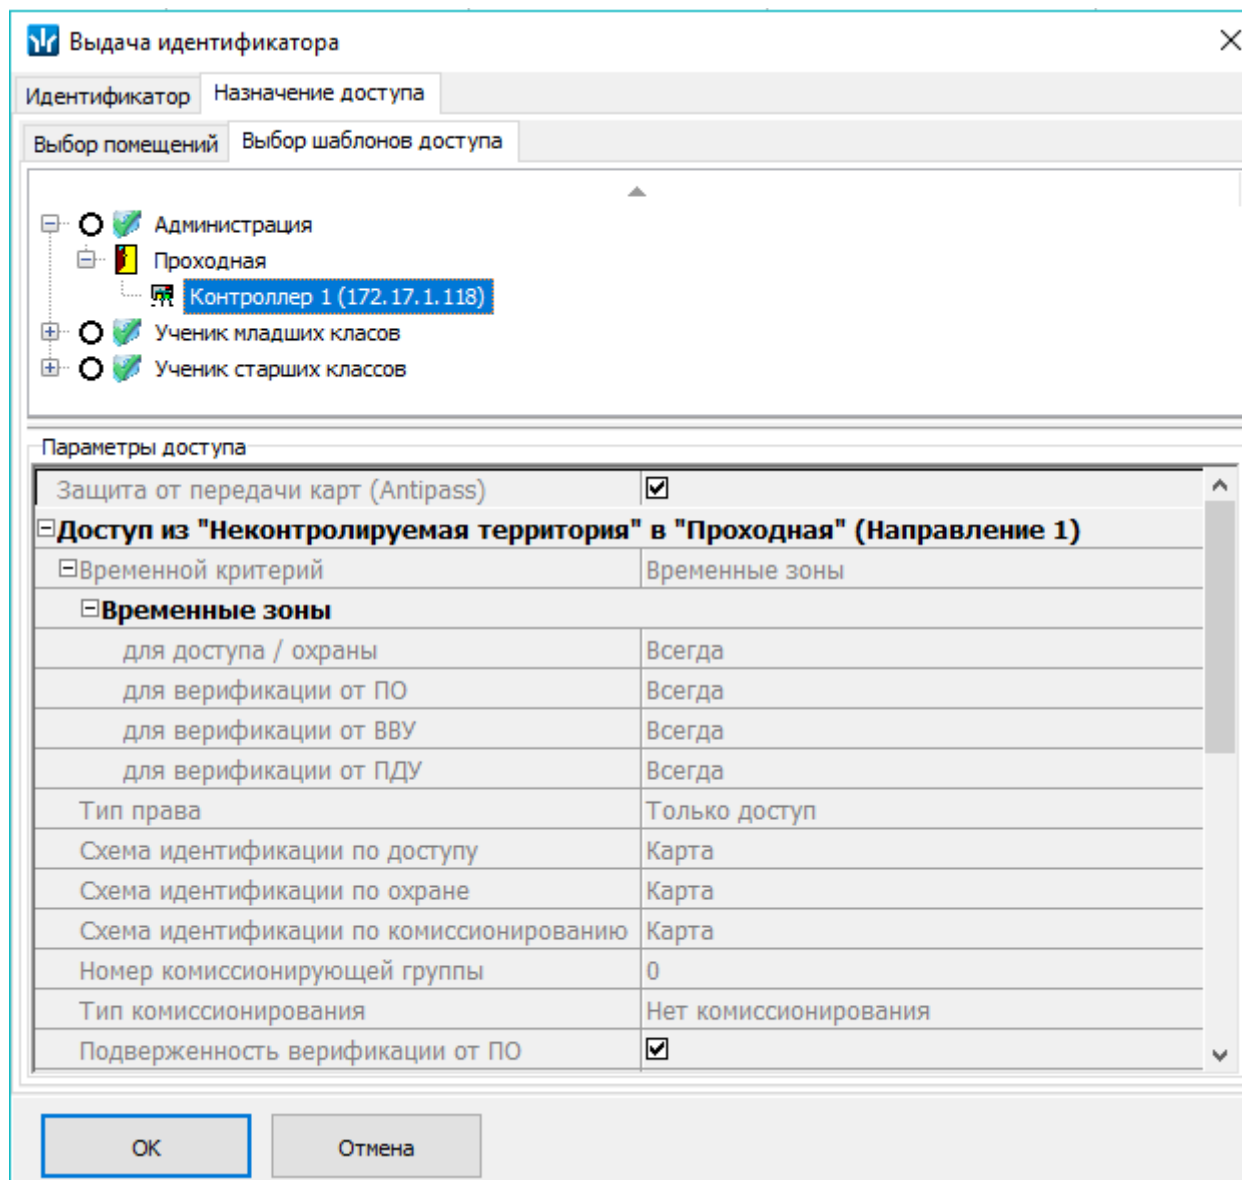 Выдача идентификатора
Идентификатор Назначение доступа
Выбор помещений Выбор шаблонов доступа
Администрация
Проходная
Контроллер 1 (172.17.1.118)
Ученик младших класов
Ученик старших классов
Параметры доступа
Защита от передачи карт (Antipass)
Доступ из "Неконтролируемая территория" в "Проходная" (Направление 1)
Временной критерий Временные зоны
Временные зоны
для доступа / охраны Всегда
для верификации от ПО Всегда
для верификации от ВВУ Всегда
для верификации от ПДУ Всегда
Тип права Только доступ
Схема идентификации по доступу Карта
Схема идентификации по охране Карта
Схема идентификации по комиссионированию Карта
Номер комиссионирующей группы 0
Тип комиссионирования Нет комиссионирования
Подверженность верификации от ПО
OK Отмена